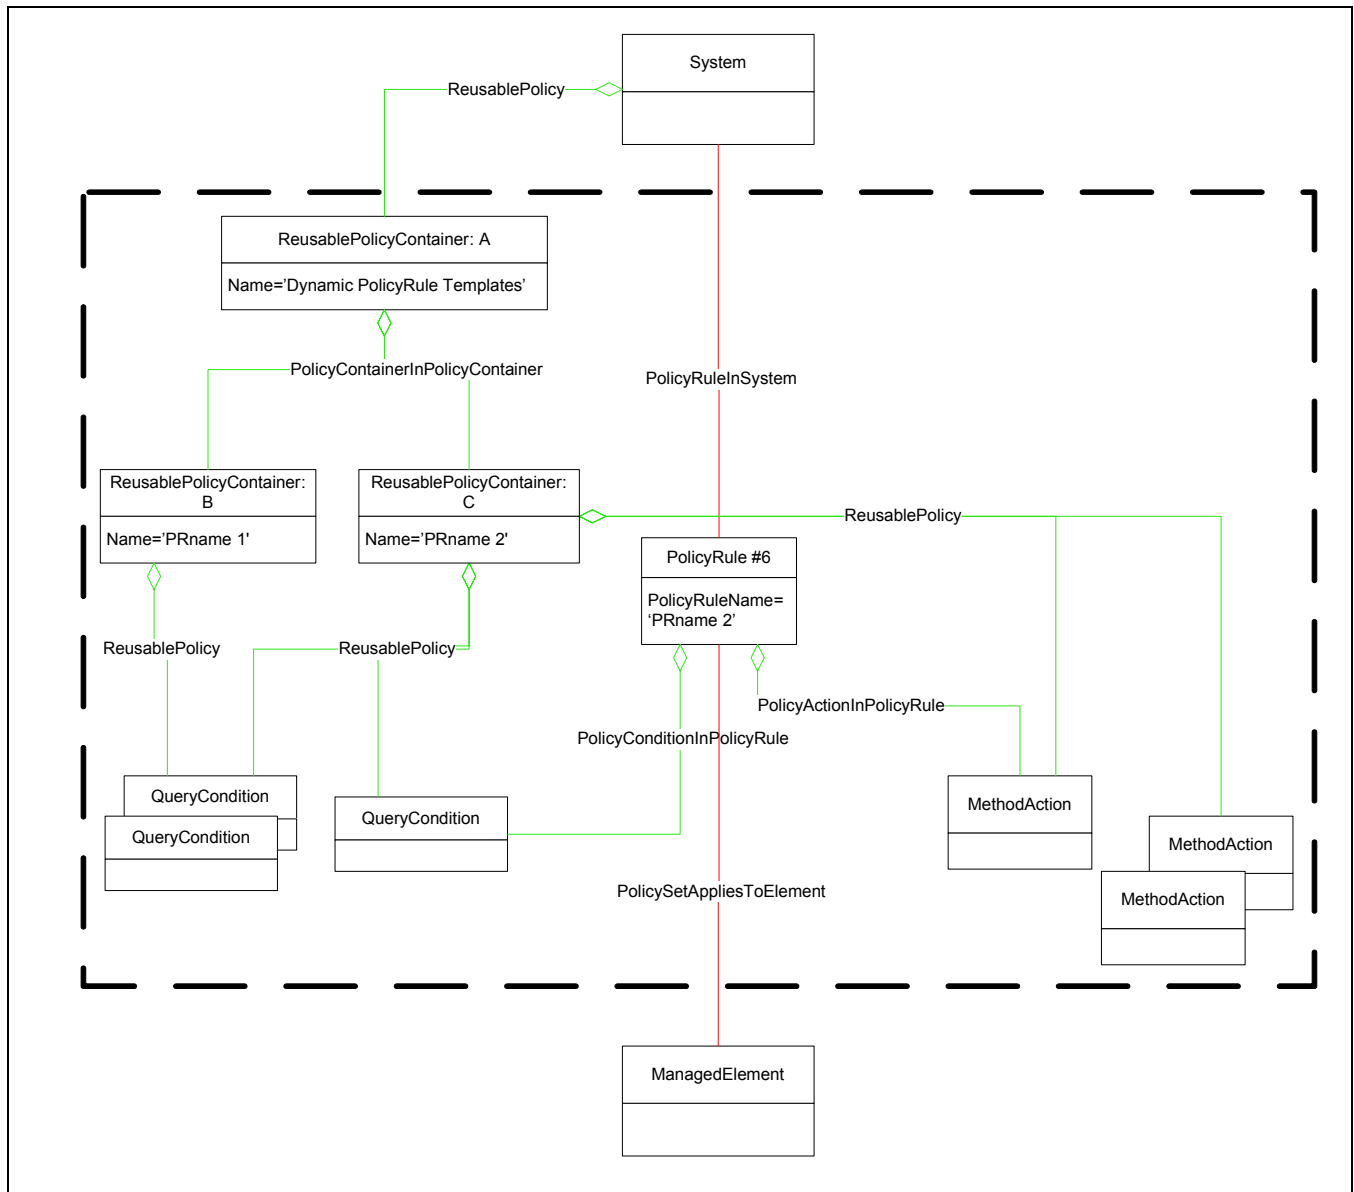 System
ReusablePolicy
ReusablePolicyContainer: A
Name=’Dynamic PolicyRule Templates’
PolicyContainerInPolicyContainer
PolicyRuleInSystem
ReusablePolicyContainer:
B
Name=’PRname 1'
ReusablePolicyContainer:
C
Name=’PRname 2'
ReusablePolicy
PolicyRule #6
PolicyRuleName=
‘PRname 2’
ReusablePolicy
ReusablePolicy
PolicyActionInPolicyRule
PolicyConditionInPolicyRule
QueryCondition
QueryCondition
QueryCondition
MethodAction
MethodAction
MethodAction
PolicySetAppliesToElement
ManagedElement